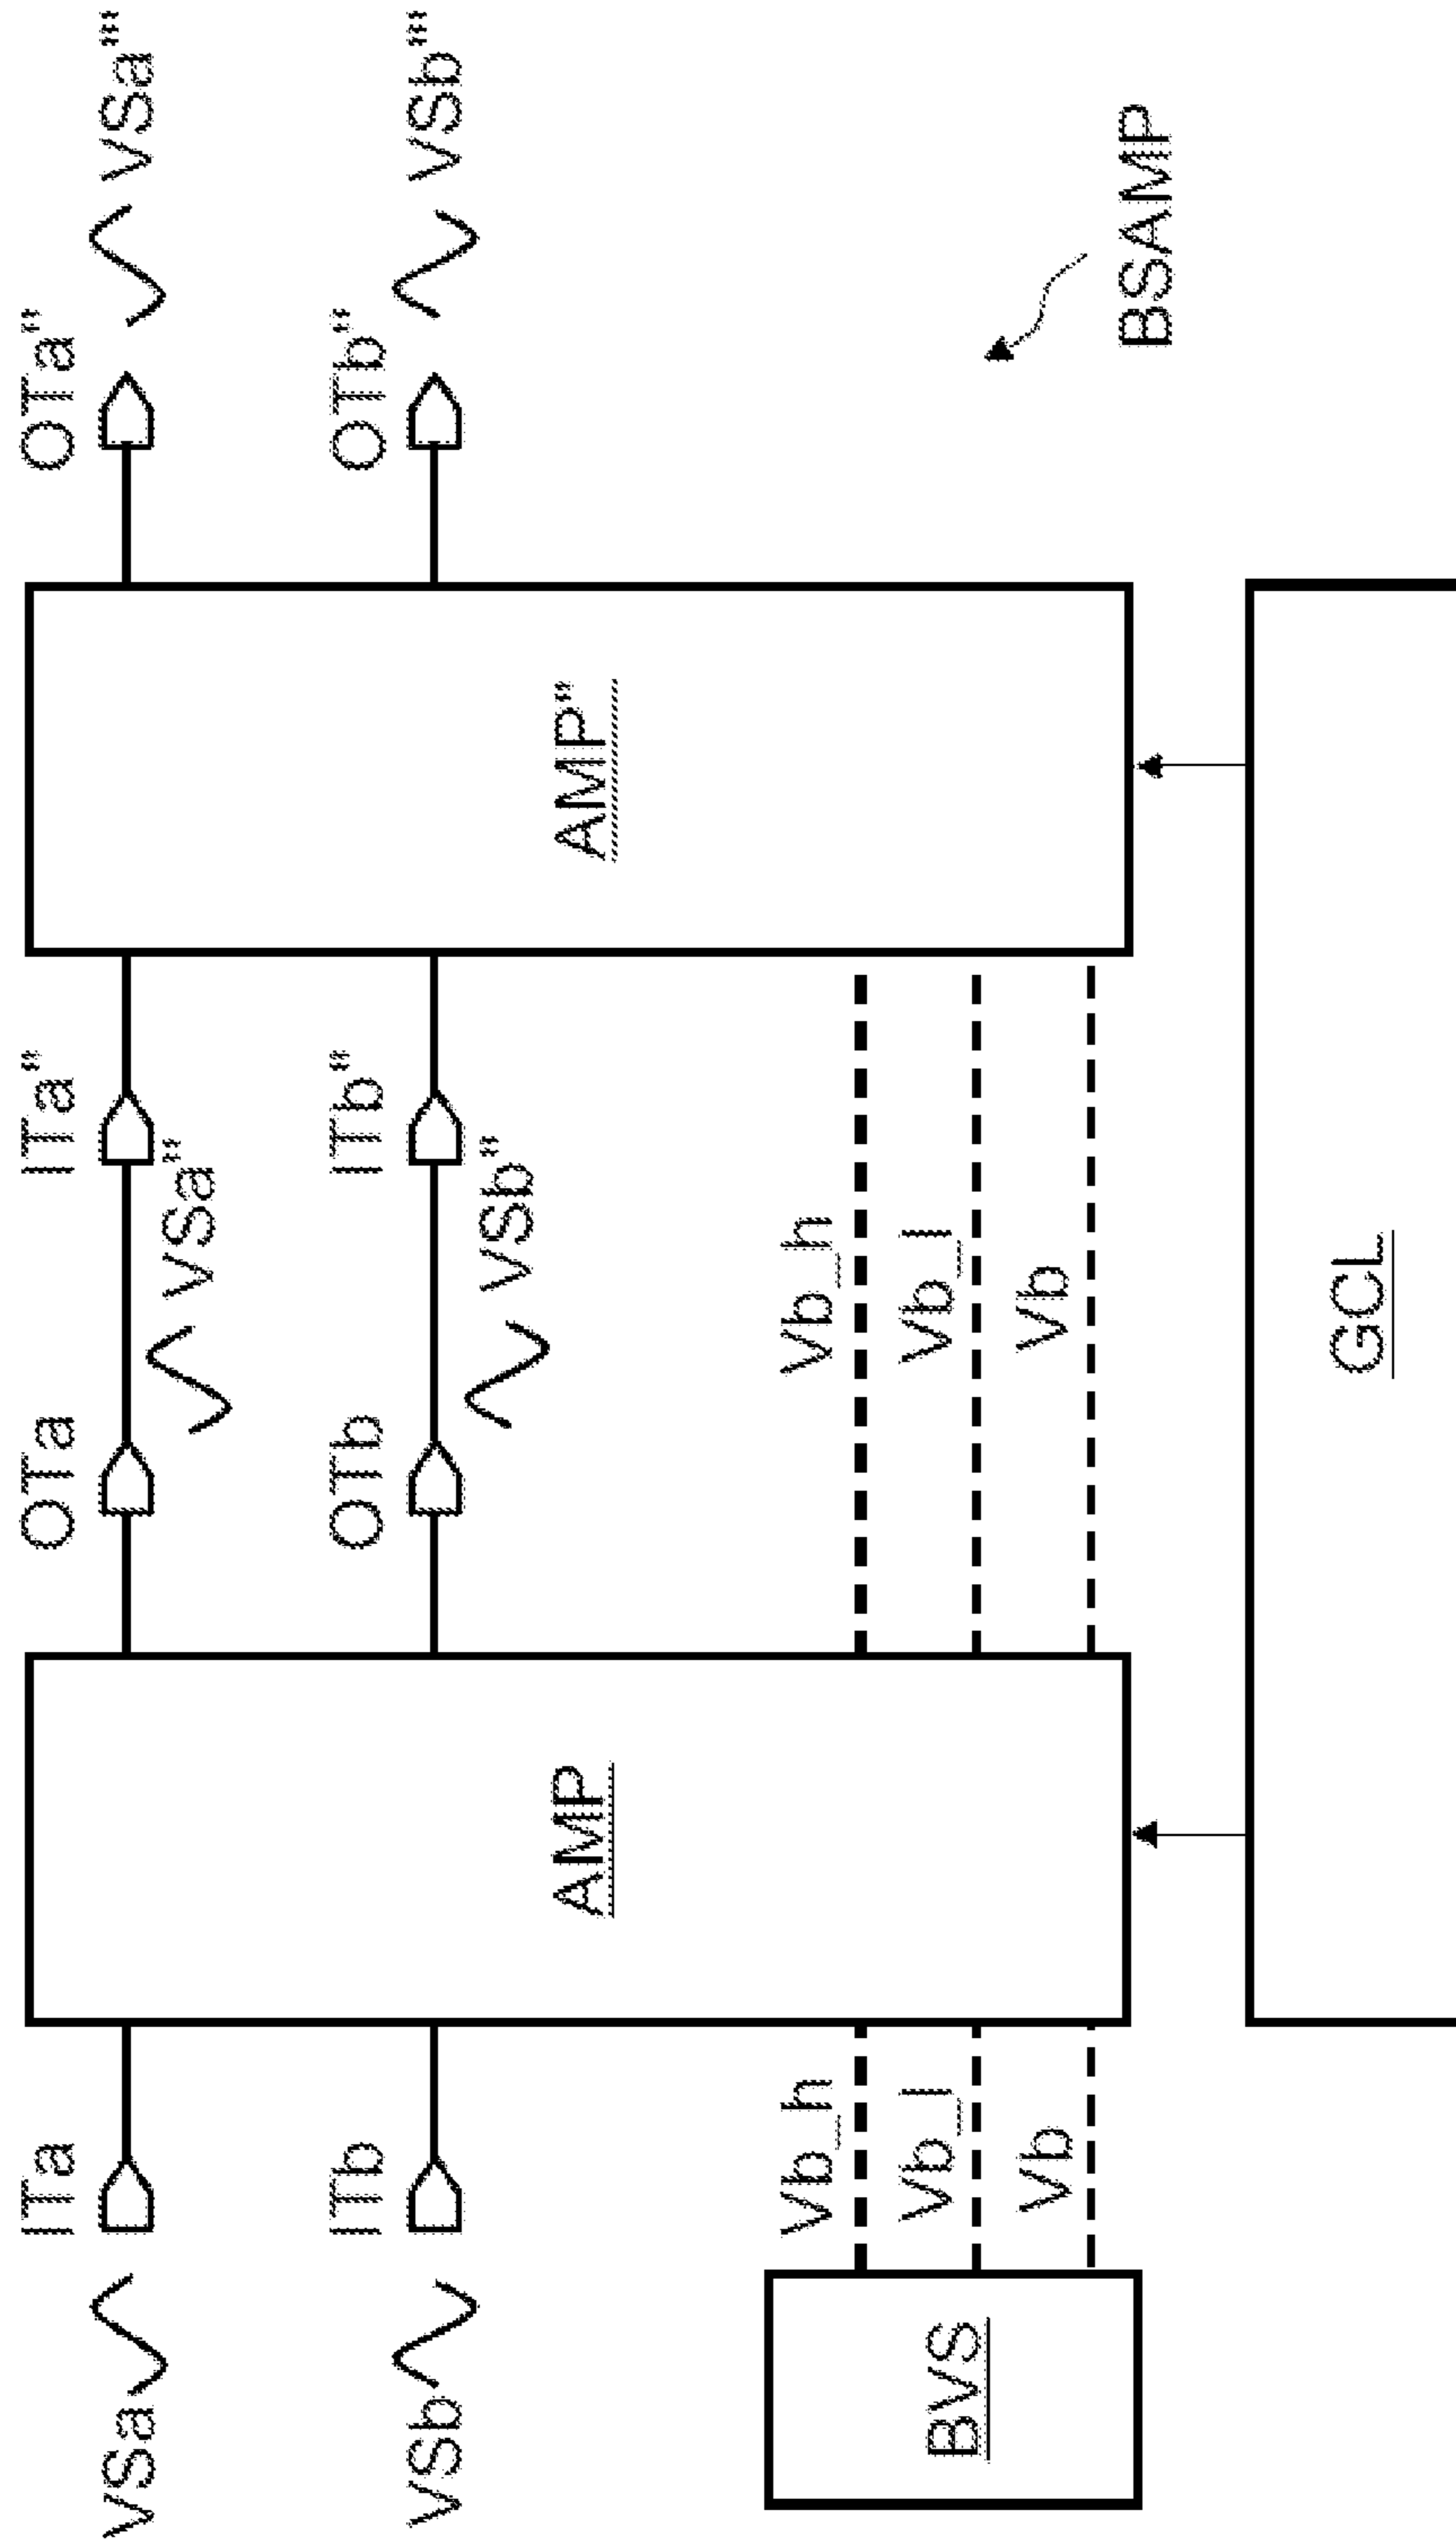 ITa OTa ITa" OTa"
VSa VSa" VSa'''
ITb OTb ITb" OTb"
VSb VSb" VSb'''
AMP AMP"
Vb_h Vb_h
Vb_l Vb_l
BVS
Vb Vb
BSAMP
GCL